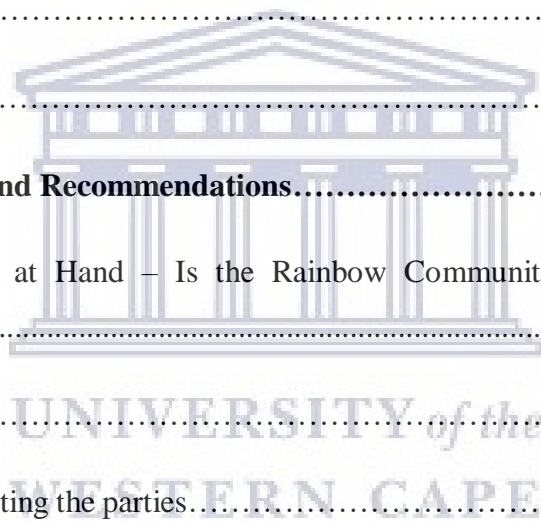 ...............................................................
...............................................................
nd Recommendations..............................
at Hand – Is the Rainbow Communit
...............................................................
...............................................................
UNIVERSITY of the
ting the parties...............................................
WESTERN CAPE